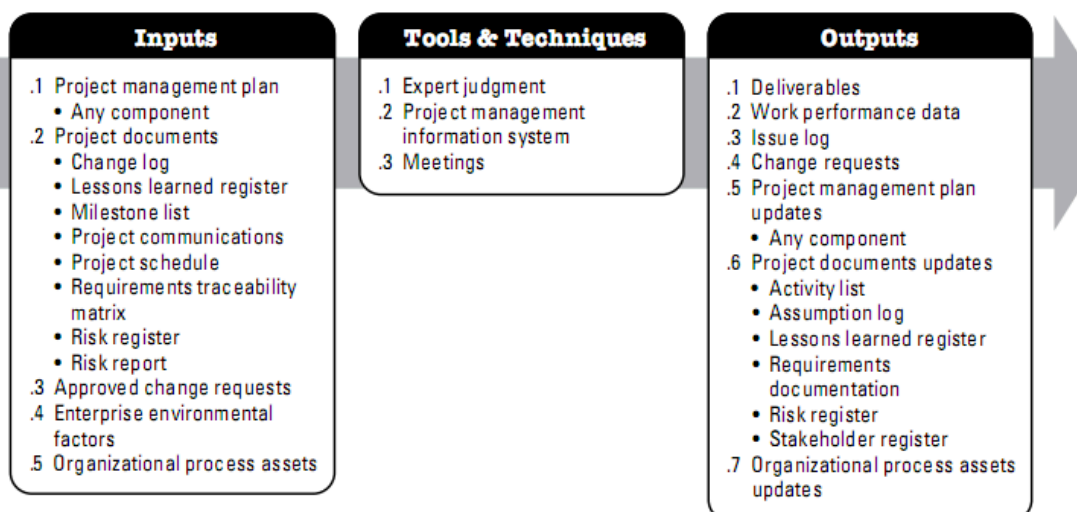 Inputs
.1 Project management plan
• Any component
.2 Project documents
• Change log
• Lessons learned register
• Milestone list
• Project communications
• Project schedule
• Requirements traceability
matrix
• Risk register
• Risk report
.3 Approved change requests
.4 Enterprise environmental
factors
.5 Organizational process assets
Tools & Techniques
.1 Expert judgment
.2 Project management
information system
.3 Meetings
Outputs
.1 Deliverables
.2 Work performance data
.3 Issue log
.4 Change requests
.5 Project management plan
updates
• Any component
.6 Project documents updates
• Activity list
• Assumption log
• Lessons learned register
• Requirements
documentation
• Risk register
• Stakeholder register
.7 Organizational process assets
updates